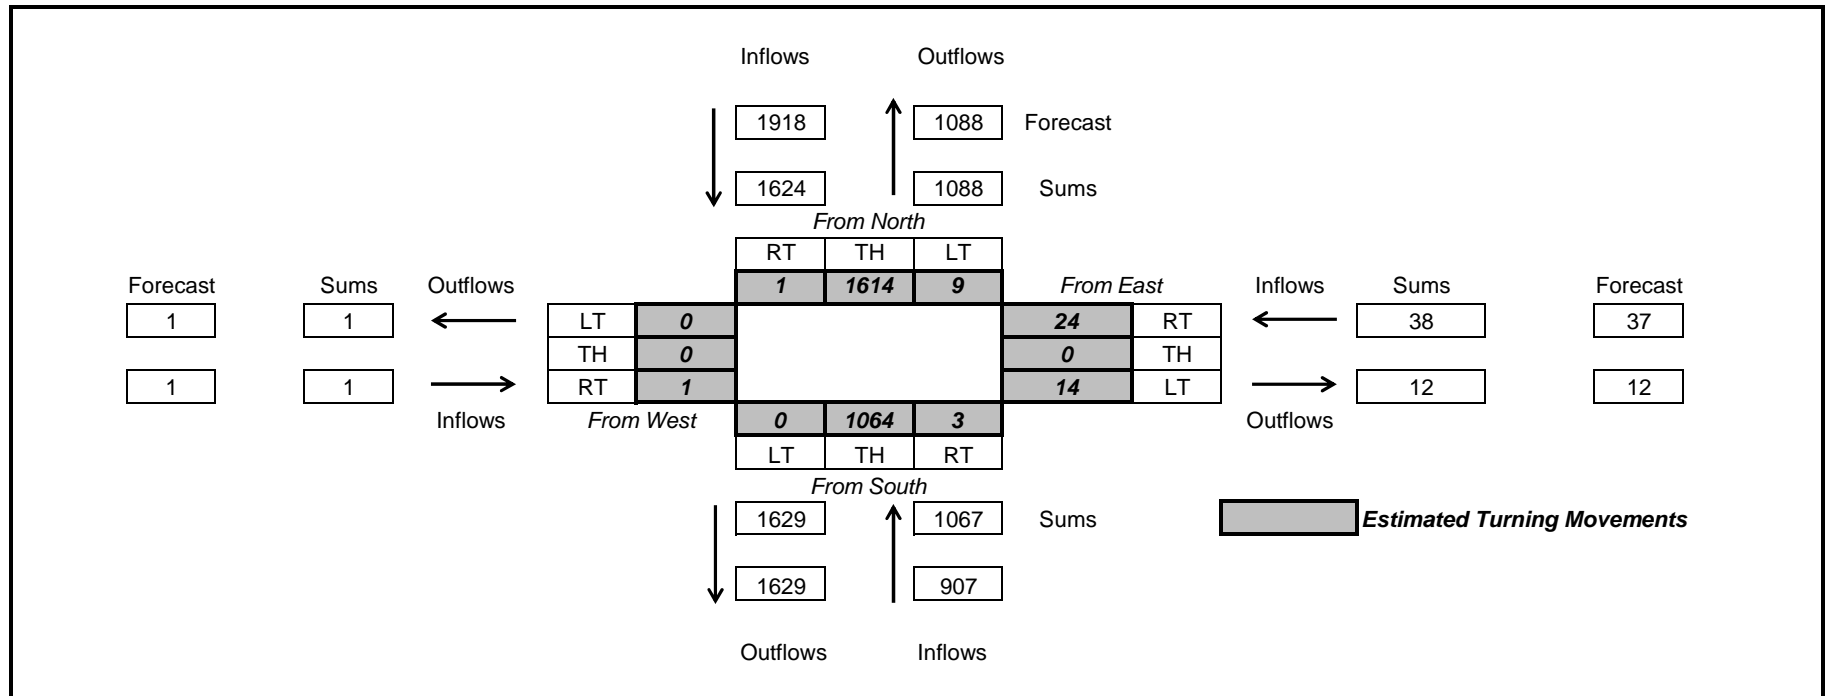 Inflows Outflows
1918 1088 Forecast
1624 1088 Sums
From North
RT TH LT
Forecast Sums Outflows 1 1614 9 From East Inflows Sums Forecast
1 1 LT 0 24 RT 38 37
TH 0 0 TH
1 1 RT 1 14 LT 12 12
Inflows From West 0 1064 3 Outflows
LT TH RT
From South
1629 1067 Sums Estimated Turning Movements
1629 907
Outflows Inflows